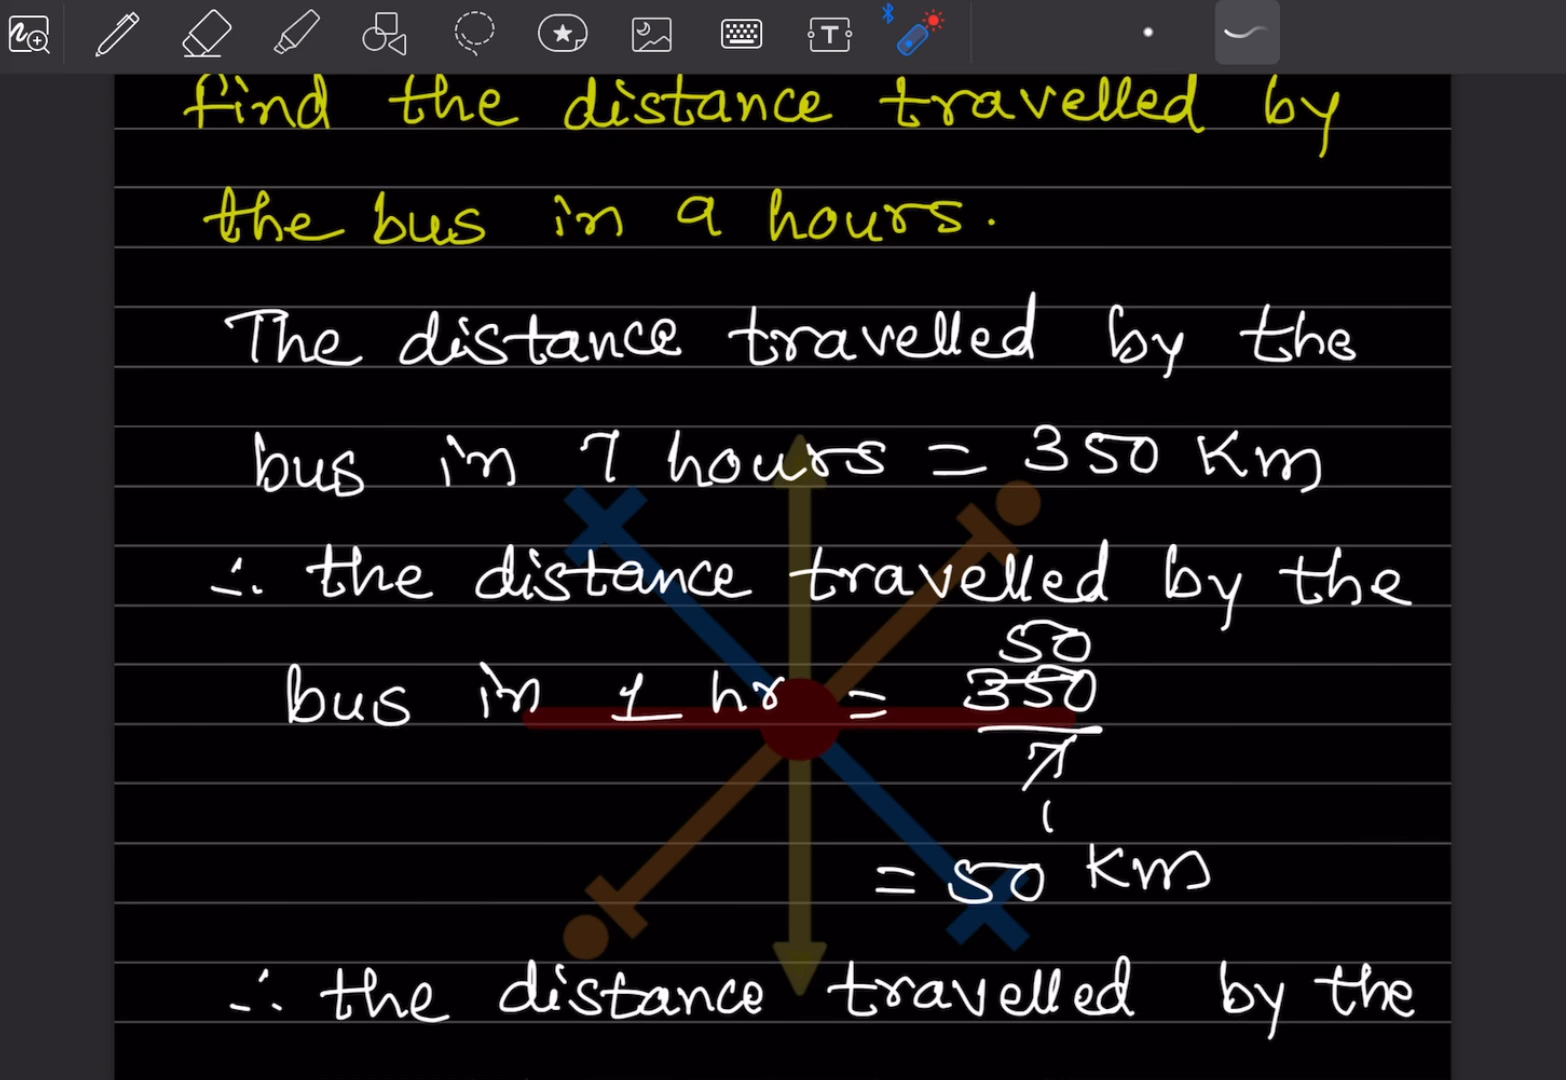 find the distance travelled by
the bus in 9 hours.
The distance travelled by the
bus in 7 hours = 350 Km
∴ the distance travelled by the
50
bus in 1 hr = 350
7
1
= 50 Km
∴ the distance travelled by the